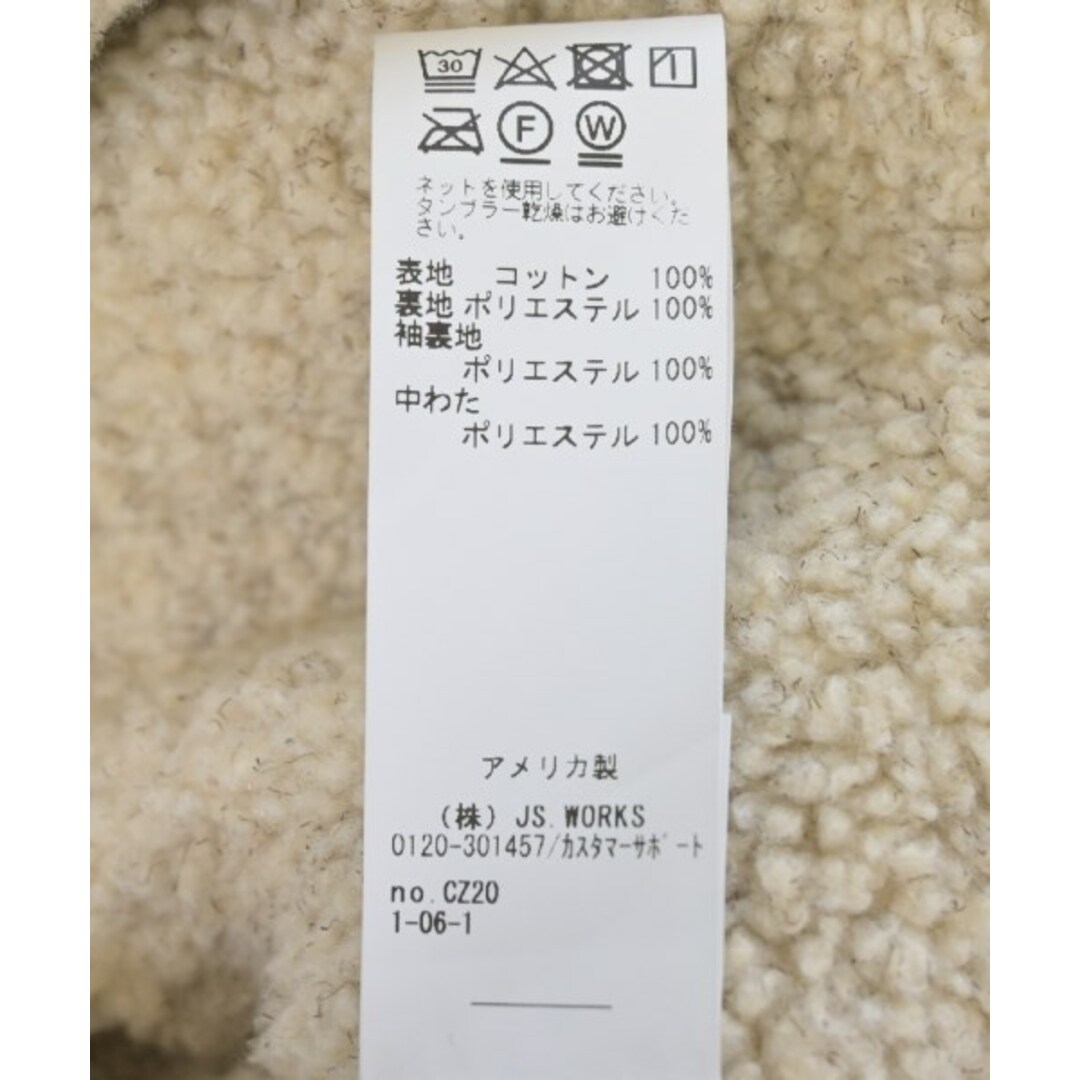 30
F W
ネットを使用してください。
タンブラー乾燥はお避けくだ
さい。
表地 コットン 100%
裏地 ポリエステル 100%
袖裏地
ポリエステル 100%
中わた
ポリエステル 100%
アメリカ製
(株) JS.WORKS
0120-301457/ｶｽﾀﾏｰｻﾎﾟｰﾄ
no.CZ20
1-06-1